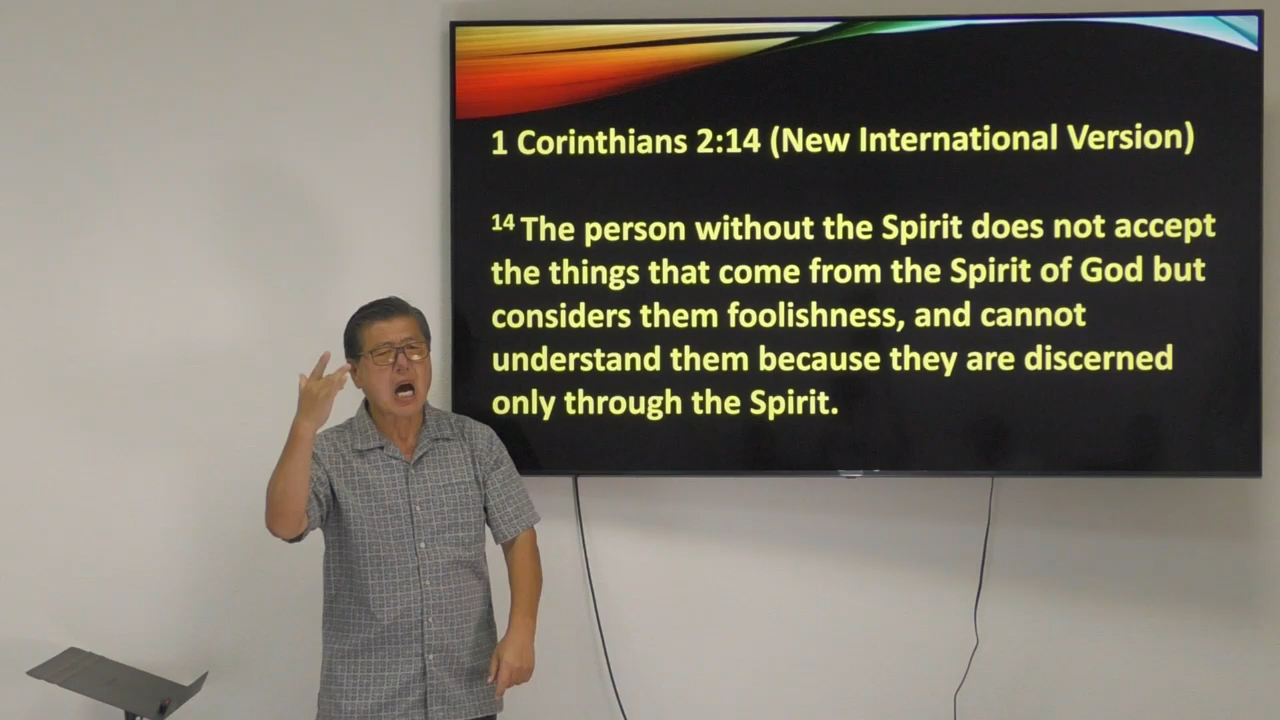 1 Corinthians 2:14 (New International Version)
14 The person without the Spirit does not accept
the things that come from the Spirit of God but
considers them foolishness, and cannot
understand them because they are discerned
only through the Spirit.